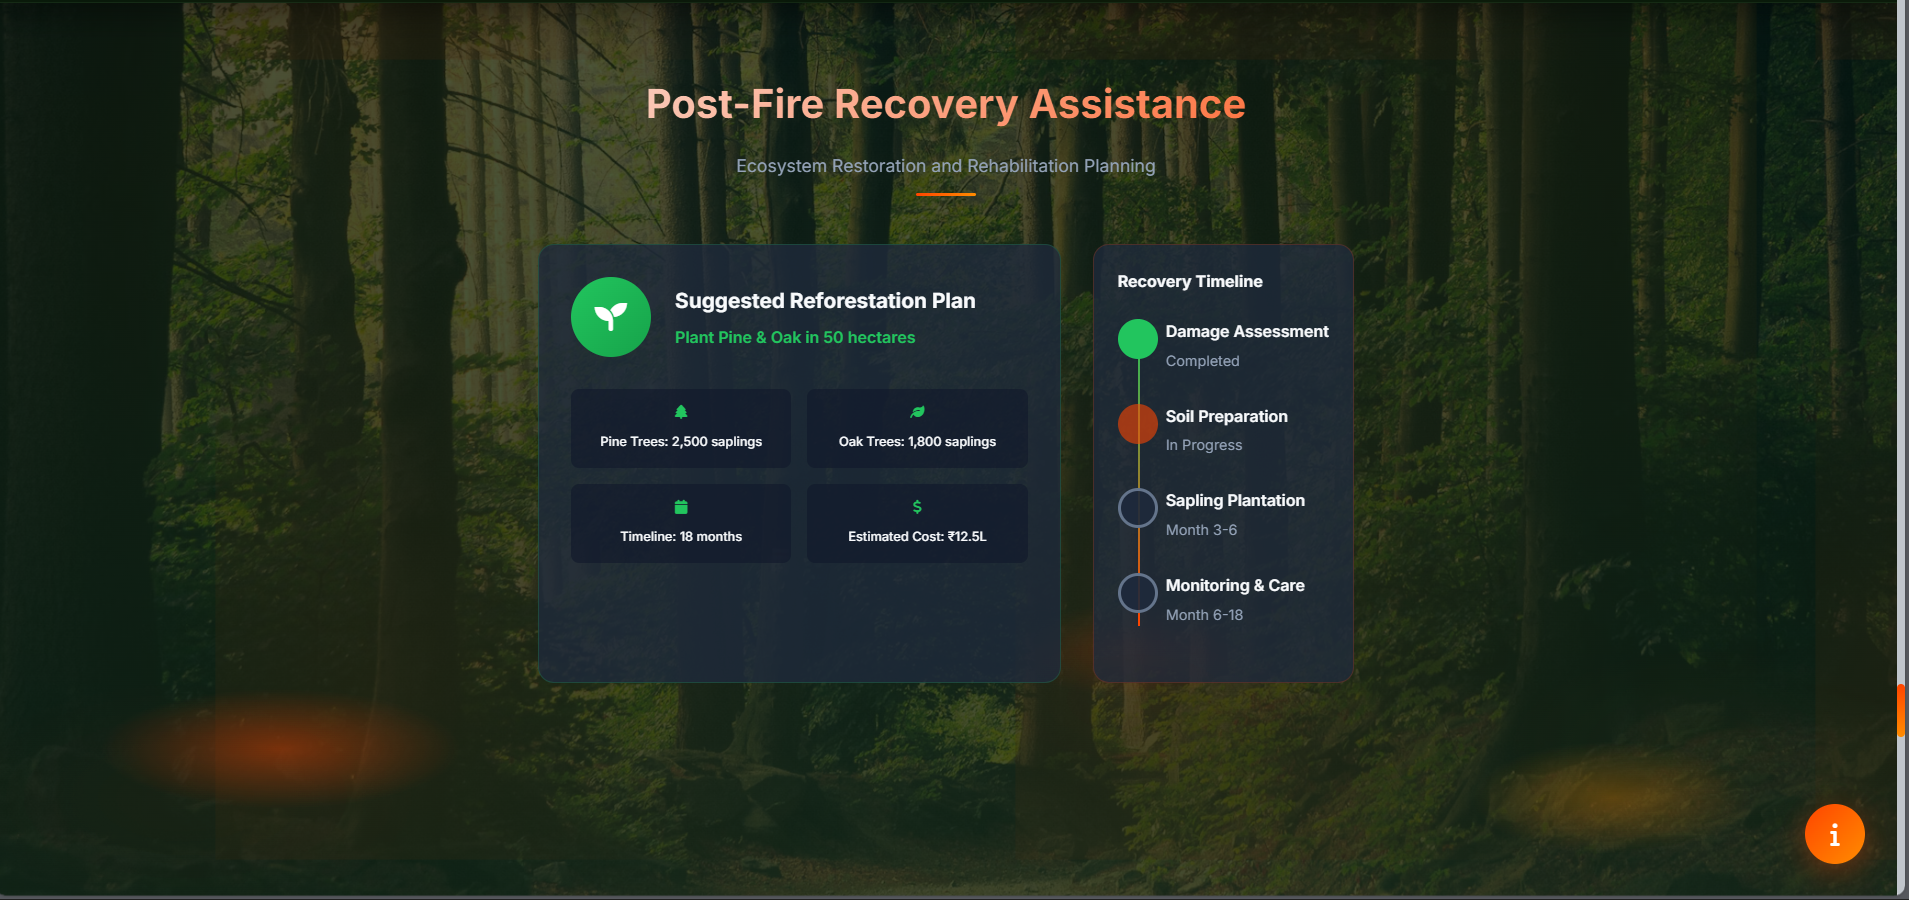 Post-Fire Recovery Assistance
Ecosystem Restoration and Rehabilitation Planning
Suggested Reforestation Plan
Plant Pine & Oak in 50 hectares
Pine Trees: 2,500 saplings
Oak Trees: 1,800 saplings
Timeline: 18 months
Estimated Cost: ₹12.5L
Recovery Timeline
Damage Assessment
Completed
Soil Preparation
In Progress
Sapling Plantation
Month 3-6
Monitoring & Care
Month 6-18